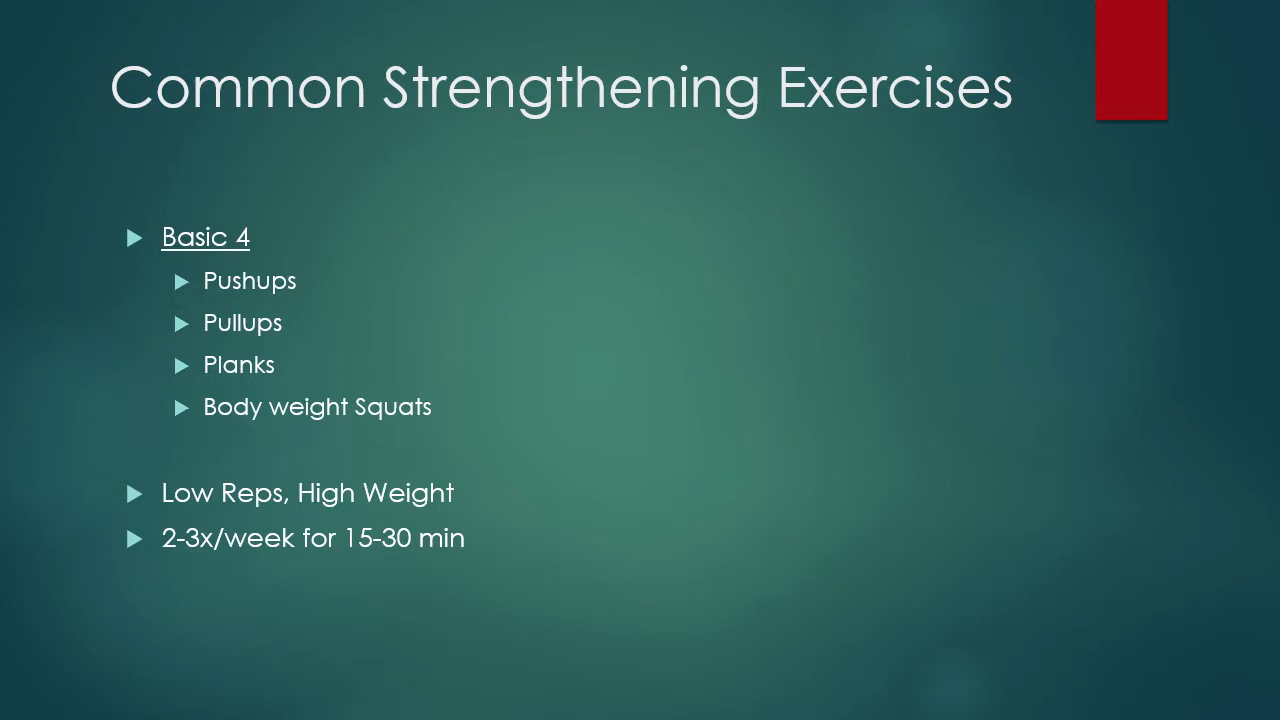 Common Strengthening Exercises
Basic 4
Pushups
Pullups
Planks
Body weight Squats
Low Reps, High Weight
2-3x/week for 15-30 min